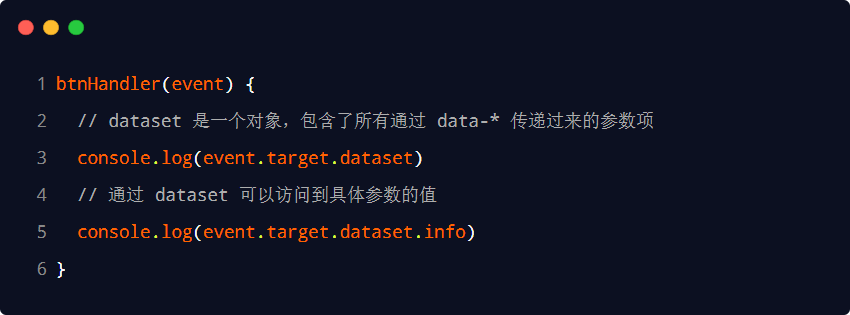 1 btnHandler(event) {
2 // dataset 是一个对象，包含了所有通过 data-* 传递过来的参数项
3 console.log(event.target.dataset)
4 // 通过 dataset 可以访问到具体参数的值
5 console.log(event.target.dataset.info)
6 }